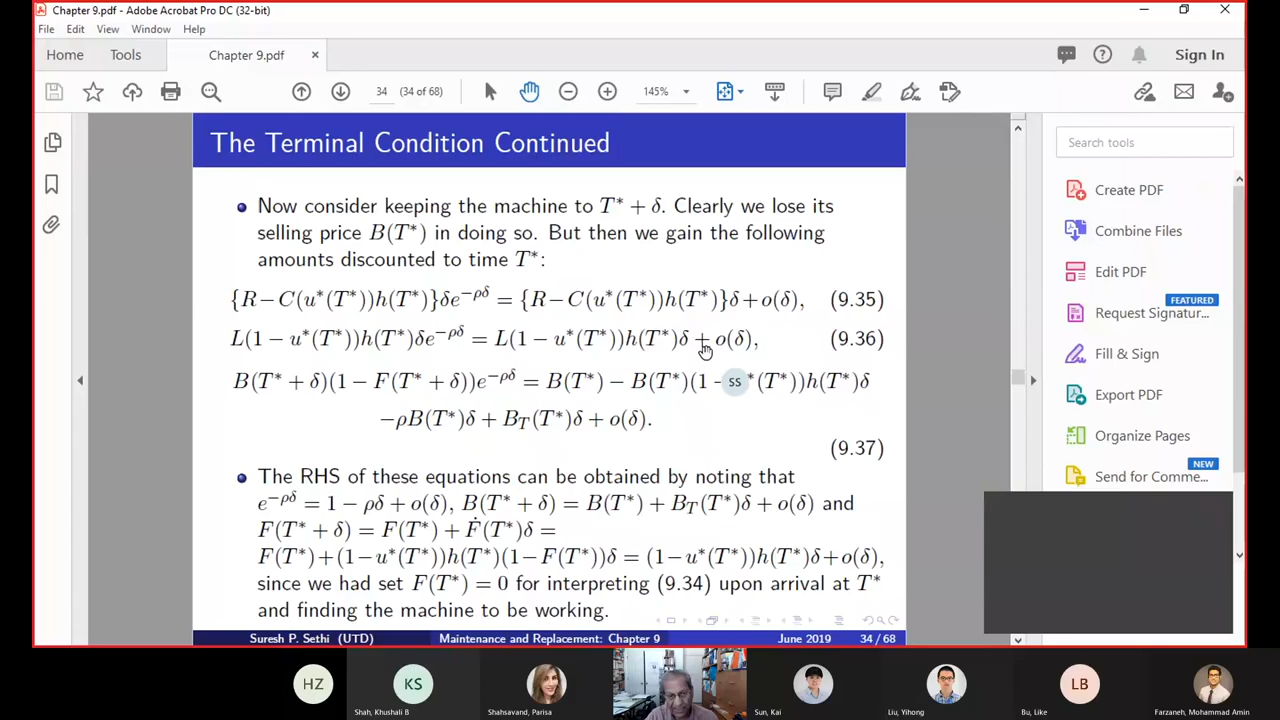 Chapter 9.pdf - Adobe Acrobat Pro DC (32-bit)
File Edit View Window Help
Home Tools Chapter 9.pdf × Sign In
34 (34 of 68) 145%
The Terminal Condition Continued
Now consider keeping the machine to T* + δ. Clearly we lose its
selling price B(T*) in doing so. But then we gain the following
amounts discounted to time T*:
{R−C(u*(T*))h(T*)}δe^{−ρδ} = {R−C(u*(T*))h(T*)}δ+o(δ), (9.35)
L(1 − u*(T*))h(T*)δe^{−ρδ} = L(1 − u*(T*))h(T*)δ + o(δ), (9.36)
B(T* + δ)(1 − F(T* + δ))e^{−ρδ} = B(T*) − B(T*)(1 − *(T*))h(T*)δ
SS
−ρB(T*)δ + B_T(T*)δ + o(δ).
(9.37)
The RHS of these equations can be obtained by noting that
e^{−ρδ} = 1 − ρδ + o(δ), B(T* + δ) = B(T*) + B_T(T*)δ + o(δ) and
F(T* + δ) = F(T*) + Ḟ(T*)δ =
F(T*)+(1−u*(T*))h(T*)(1−F(T*))δ = (1−u*(T*))h(T*)δ+o(δ),
since we had set F(T*) = 0 for interpreting (9.34) upon arrival at T*
and finding the machine to be working.
Suresh P. Sethi (UTD) Maintenance and Replacement: Chapter 9 June 2019 34 / 68
Search tools
Create PDF
Combine Files
Edit PDF
FEATURED
Request Signatur...
Fill & Sign
Export PDF
Organize Pages
NEW
Send for Comme...
HZ KS LB
Shah, Khushali B Shahsavand, Parisa Sun, Kai Liu, Yihong Bu, Like Farzaneh, Mohammad Amin